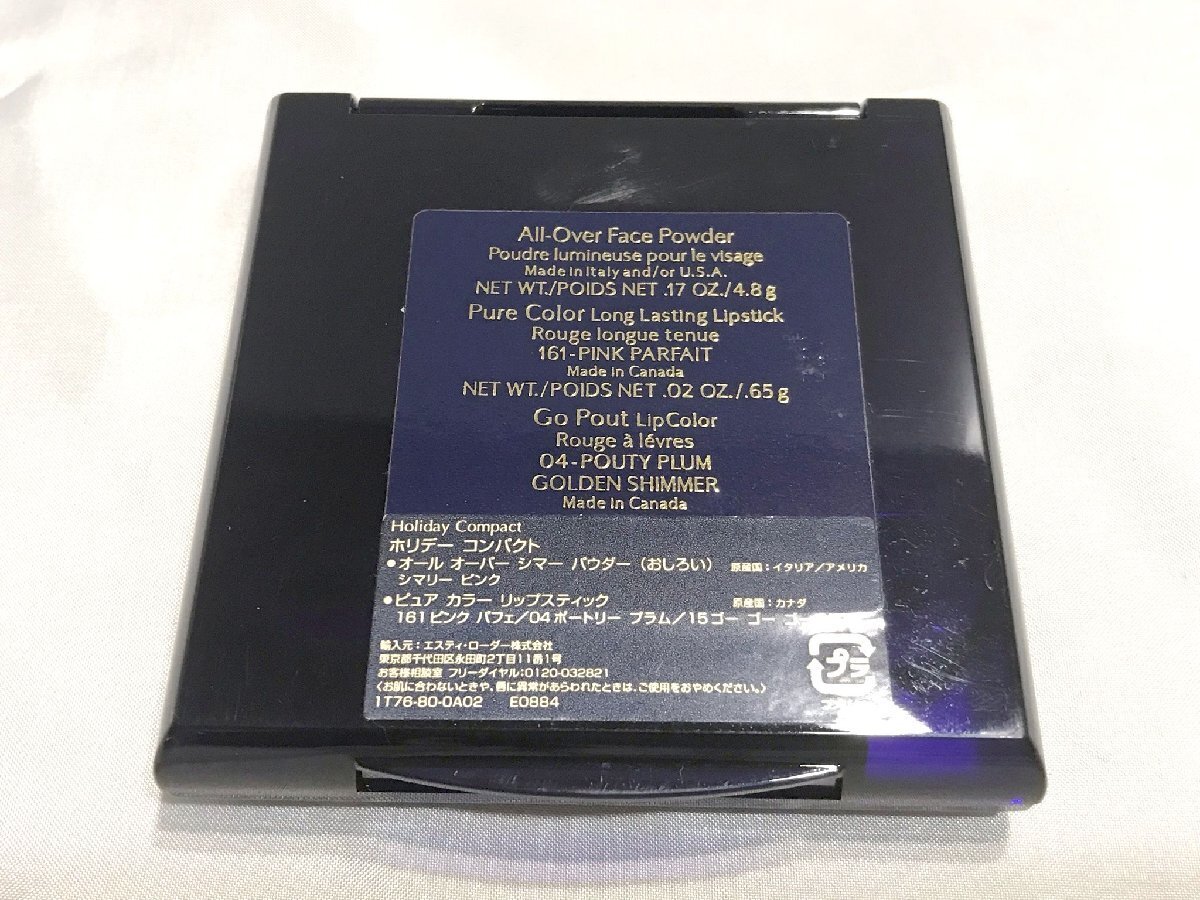 All-Over Face Powder
Poudre lumineuse pour le visage
Made in Italy and/or U.S.A.
NET WT./POIDS NET .17 OZ./4.8 g
Pure Color Long Lasting Lipstick
Rouge longue tenue
161-PINK PARFAIT
Made in Canada
NET WT./POIDS NET .02 OZ./.65 g
Go Pout LipColor
Rouge à lévres
04-POUTY PLUM
GOLDEN SHIMMER
Made in Canada
Holiday Compact
ホリデー コンパクト
●オール オーバー シマー パウダー（おしろい） 原産国：イタリア／アメリカ
シマリー ピンク
●ピュア カラー リップスティック 原産国：カナダ
161ピンク パフェ／04ポートリー プラム／15ゴー ゴー
輸入元：エスティ・ローダー株式会社
東京都千代田区永田町2丁目11番1号
お客様相談室 フリーダイヤル：0120-032821
〈お肌に合わないときや、唇に異常があらわれたときは、ご使用をおやめください。〉
1T76-80-0A02 E0884
プラ